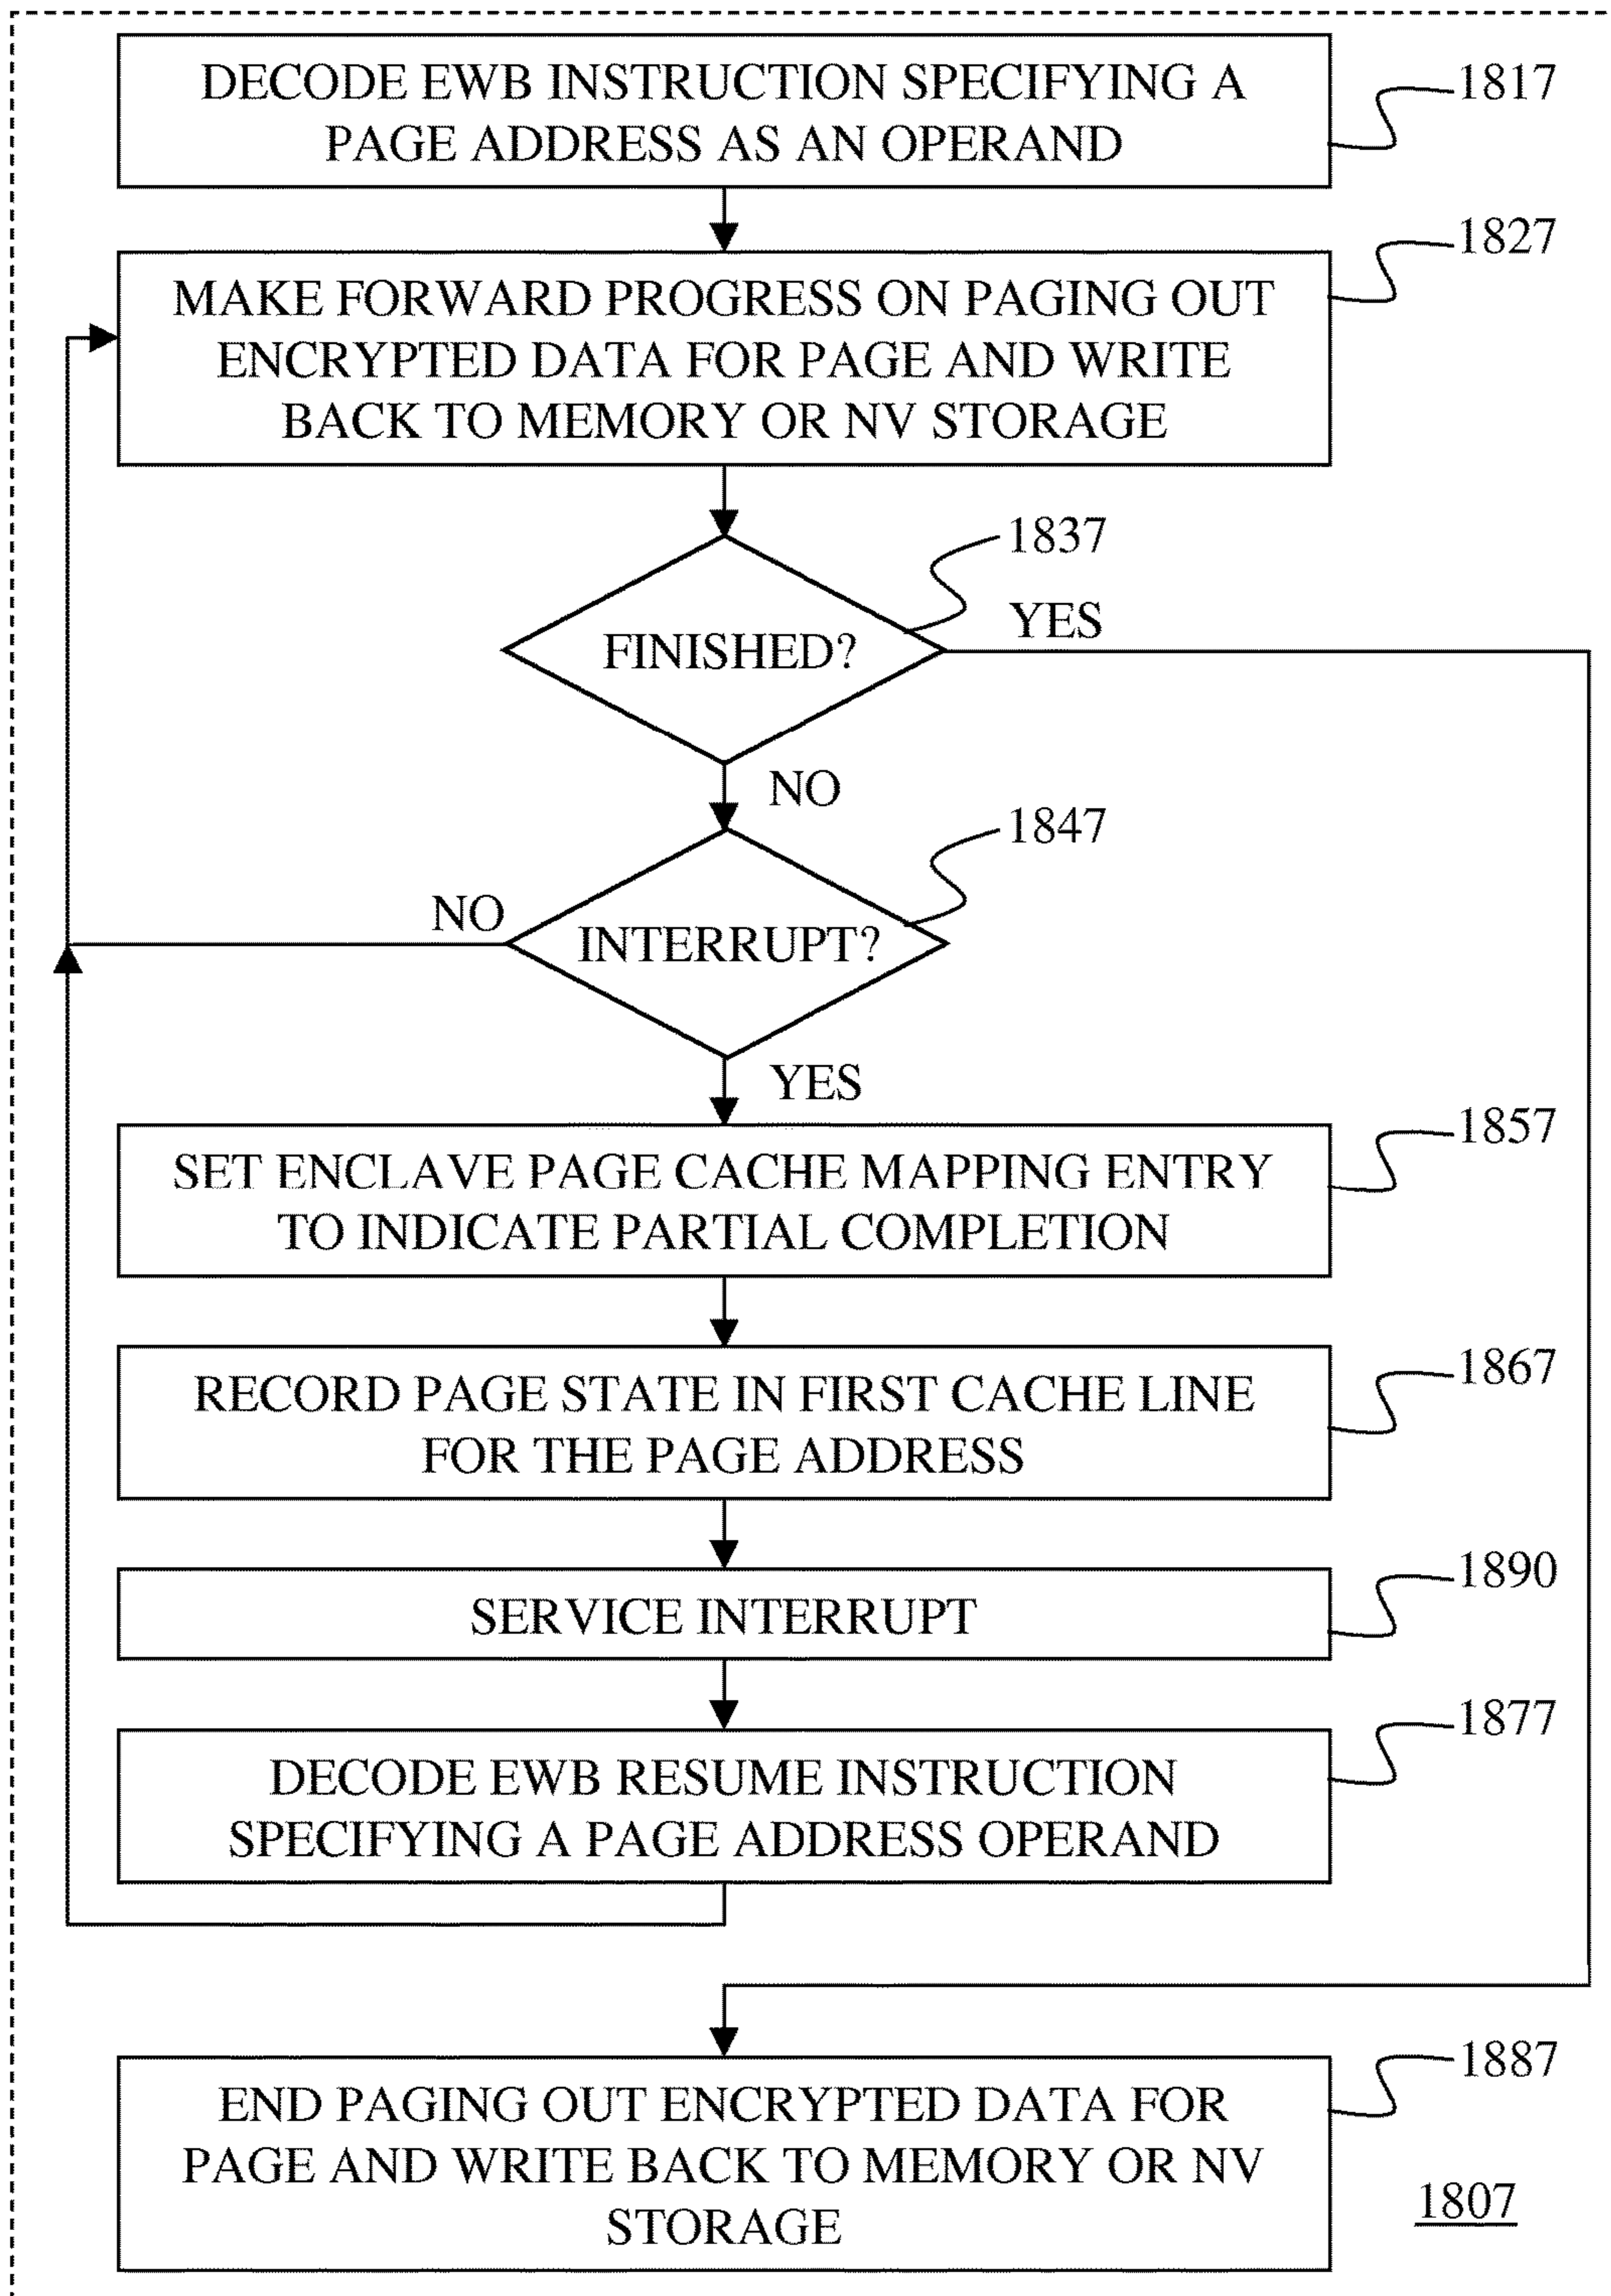 DECODE EWB INSTRUCTION SPECIFYING A
PAGE ADDRESS AS AN OPERAND
1817
MAKE FORWARD PROGRESS ON PAGING OUT
ENCRYPTED DATA FOR PAGE AND WRITE
BACK TO MEMORY OR NV STORAGE
1827
1837
FINISHED?
YES
NO
1847
INTERRUPT?
NO
YES
SET ENCLAVE PAGE CACHE MAPPING ENTRY
TO INDICATE PARTIAL COMPLETION
1857
RECORD PAGE STATE IN FIRST CACHE LINE
FOR THE PAGE ADDRESS
1867
SERVICE INTERRUPT
1890
DECODE EWB RESUME INSTRUCTION
SPECIFYING A PAGE ADDRESS OPERAND
1877
END PAGING OUT ENCRYPTED DATA FOR
PAGE AND WRITE BACK TO MEMORY OR NV
STORAGE
1887
1807